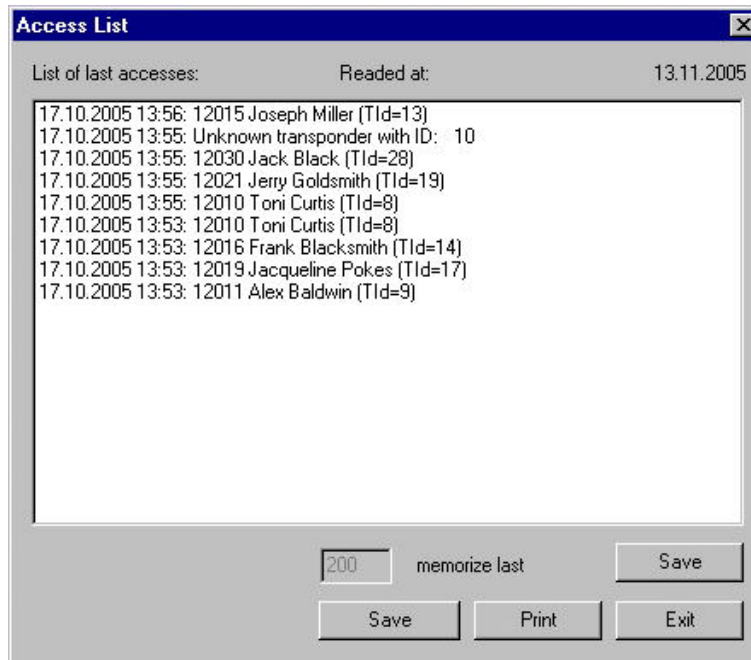 Access List
List of last accesses: Readed at: 13.11.2005
17.10.2005 13:56: 12015 Joseph Miller (TId=13)
17.10.2005 13:55: Unknown transponder with ID: 10
17.10.2005 13:55: 12030 Jack Black (TId=28)
17.10.2005 13:55: 12021 Jerry Goldsmith (TId=19)
17.10.2005 13:55: 12010 Toni Curtis (TId=8)
17.10.2005 13:53: 12010 Toni Curtis (TId=8)
17.10.2005 13:53: 12016 Frank Blacksmith (TId=14)
17.10.2005 13:53: 12019 Jacqueline Pokes (TId=17)
17.10.2005 13:53: 12011 Alex Baldwin (TId=9)
200 memorize last Save
Save Print Exit